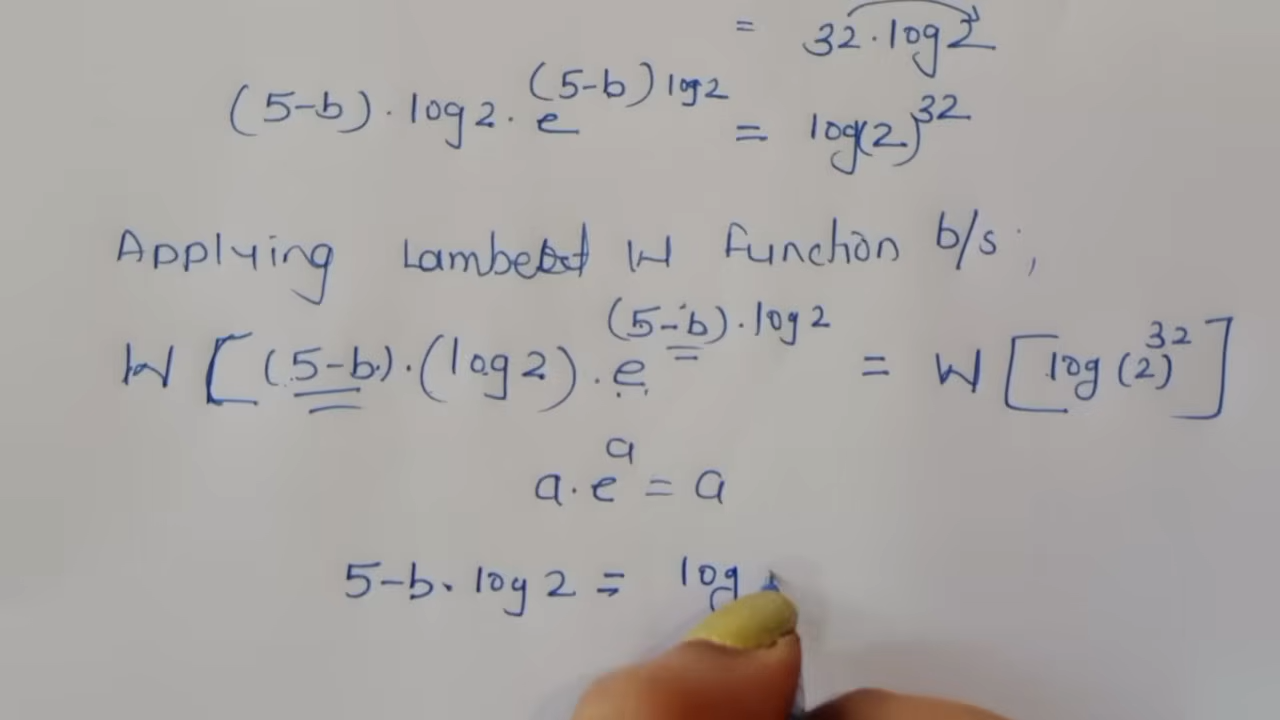 = 32·log2
(5-b)·log2·e^(5-b)log2 = log(2)^32
Applying Lambert W function b/s;
W[(5-b)·(log2)·e^(5-b)·log2] = W[log(2)^32]
a·e^a = a
5-b·log2 = log